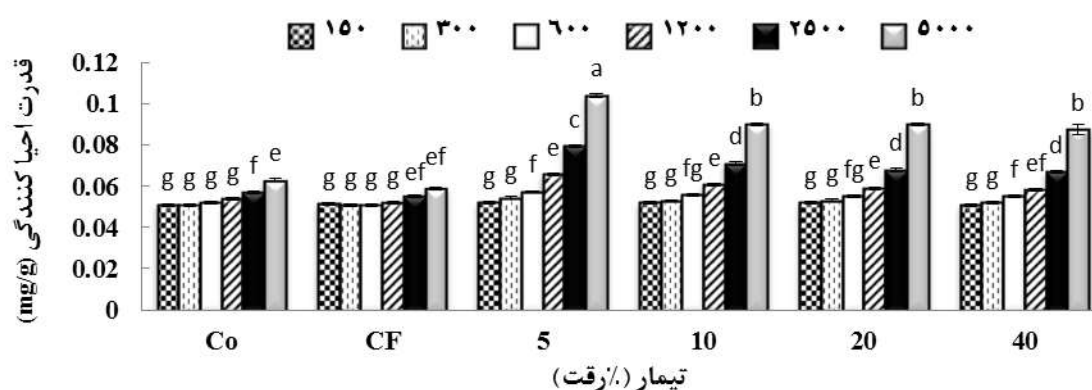 ۱۵۰ ۳۰۰ ۶۰۰ ۱۲۰۰ ۲۵۰۰ ۵۰۰۰
قدرت احیا کنندگی (mg/g)
0.12
0.1
0.08
0.06
0.04
0.02
0
g g g g f e
g g g g ef ef
g g f e c a
g g fg e d b
g g fg e d b
g g f ef d b
Co CF 5 10 20 40
تیمار (%رقت)